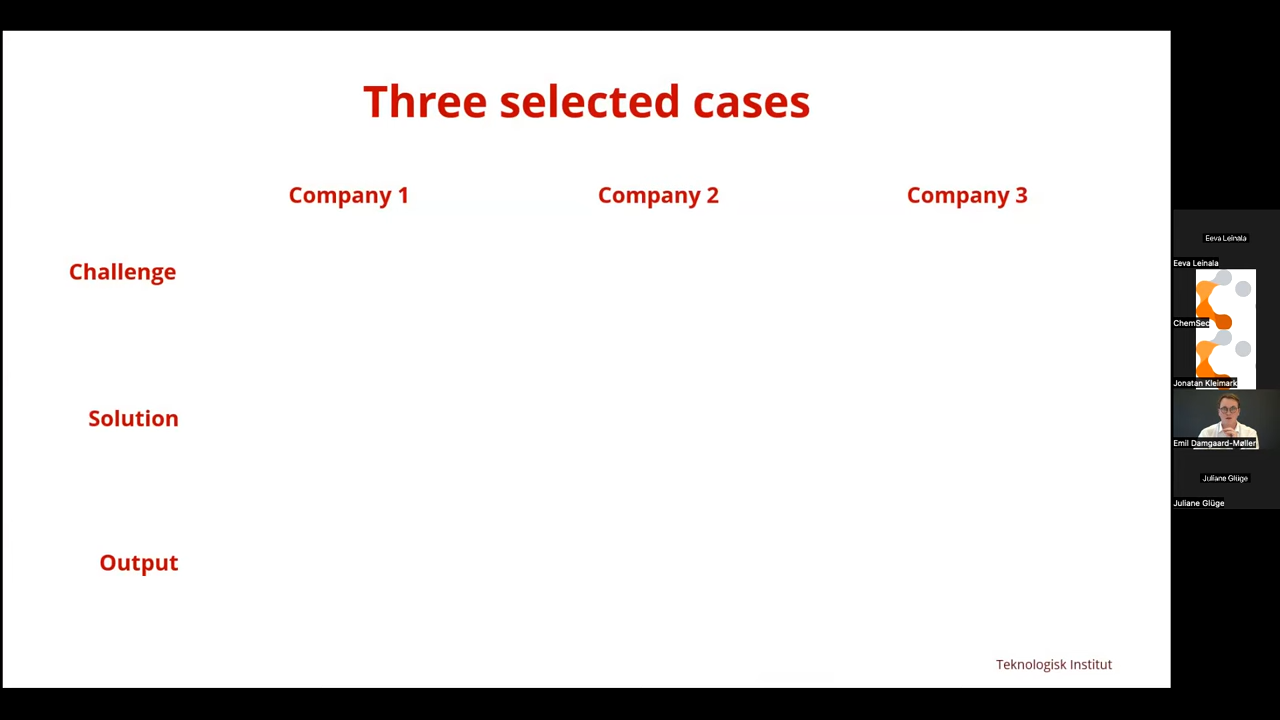 Three selected cases
Company 1
Company 2
Company 3
Challenge
Solution
Output
Teknologisk Institut
Eeva Leinala
Eeva Leinala
ChemSec
Jonatan Kleimark
Emil Damgaard-Møller
Juliane Glüge
Juliane Glüge